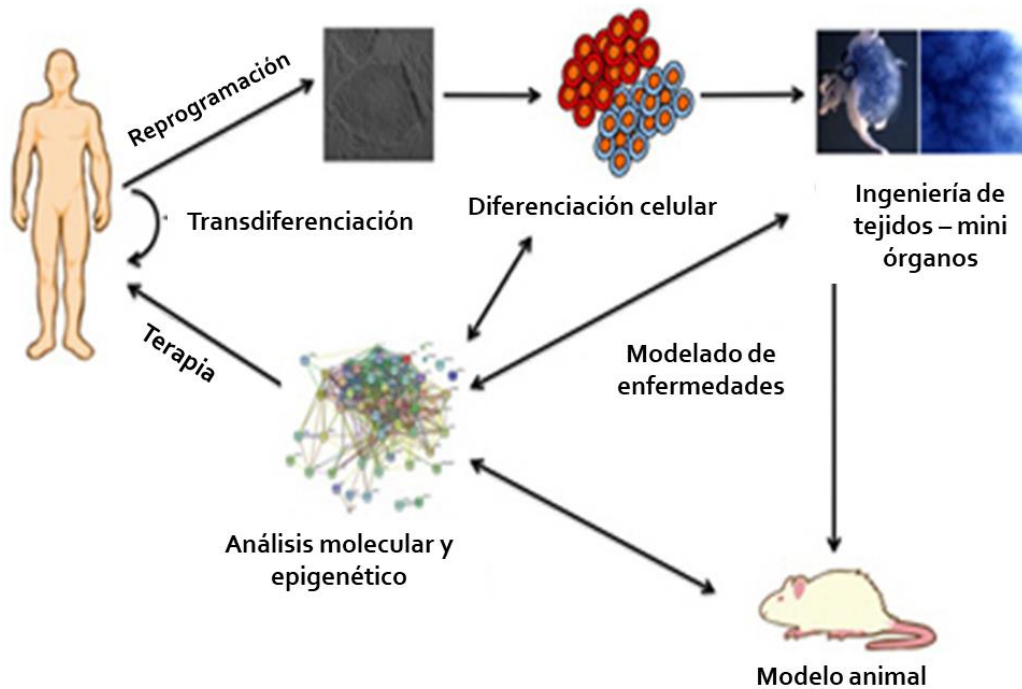 Reprogramación
Transdiferenciación
Diferenciación celular
Ingeniería de
tejidos – mini
órganos
Terapia
Modelado de
enfermedades
Análisis molecular y
epigenético
Modelo animal